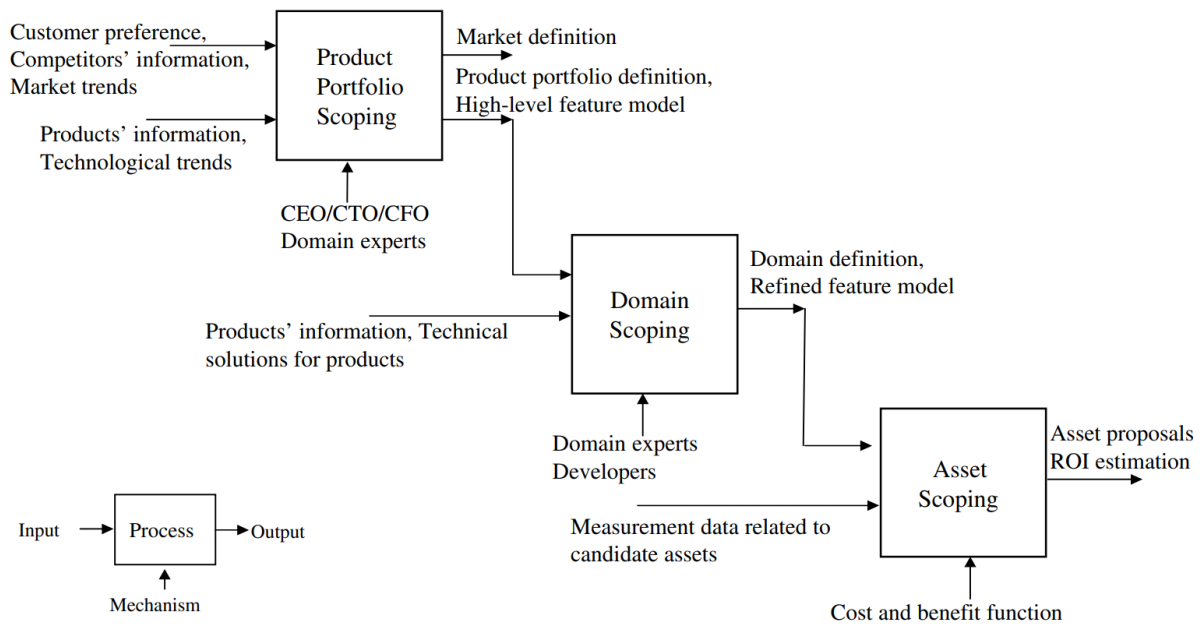 Customer preference,
Competitors' information,
Market trends
Products' information,
Technological trends
Product
Portfolio
Scoping
CEO/CTO/CFO
Domain experts
Market definition
Product portfolio definition,
High-level feature model
Products' information, Technical
solutions for products
Domain
Scoping
Domain experts
Developers
Domain definition,
Refined feature model
Measurement data related to
candidate assets
Asset
Scoping
Cost and benefit function
Asset proposals
ROI estimation
Input
Process
Output
Mechanism